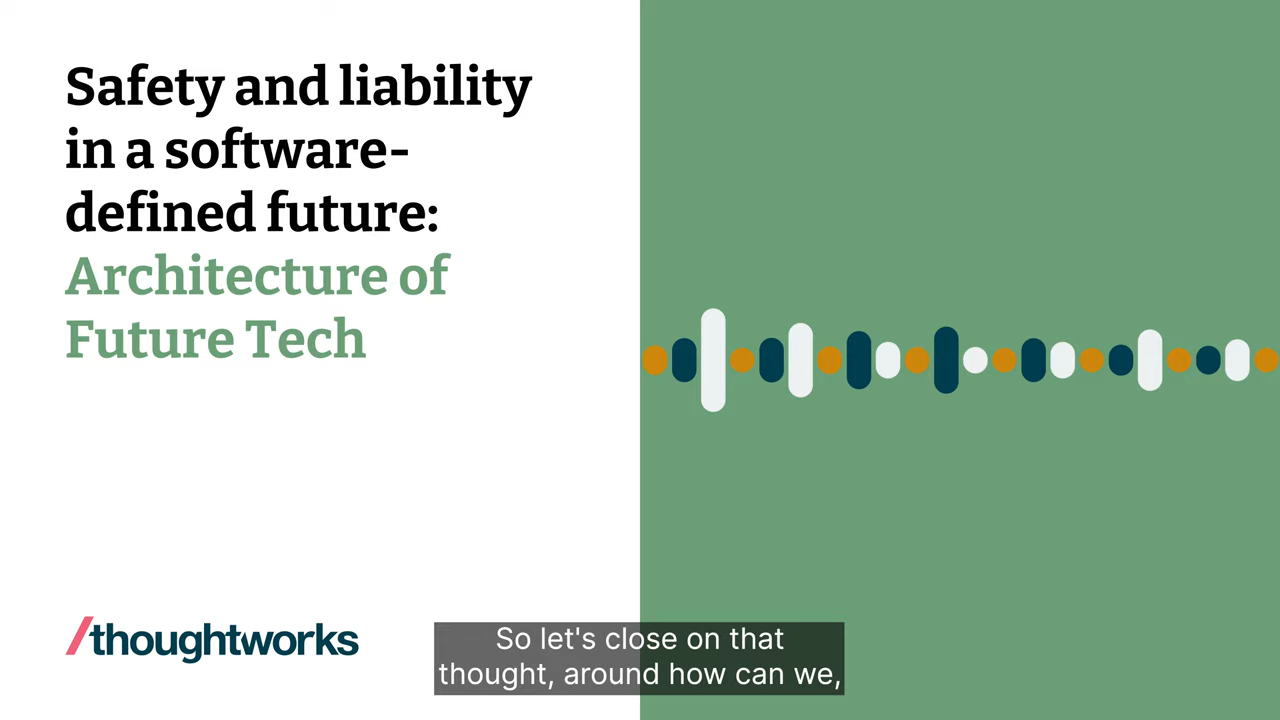 Safety and liability
in a software-
defined future:
Architecture of
Future Tech
/thoughtworks
So let's close on that
thought, around how can we,